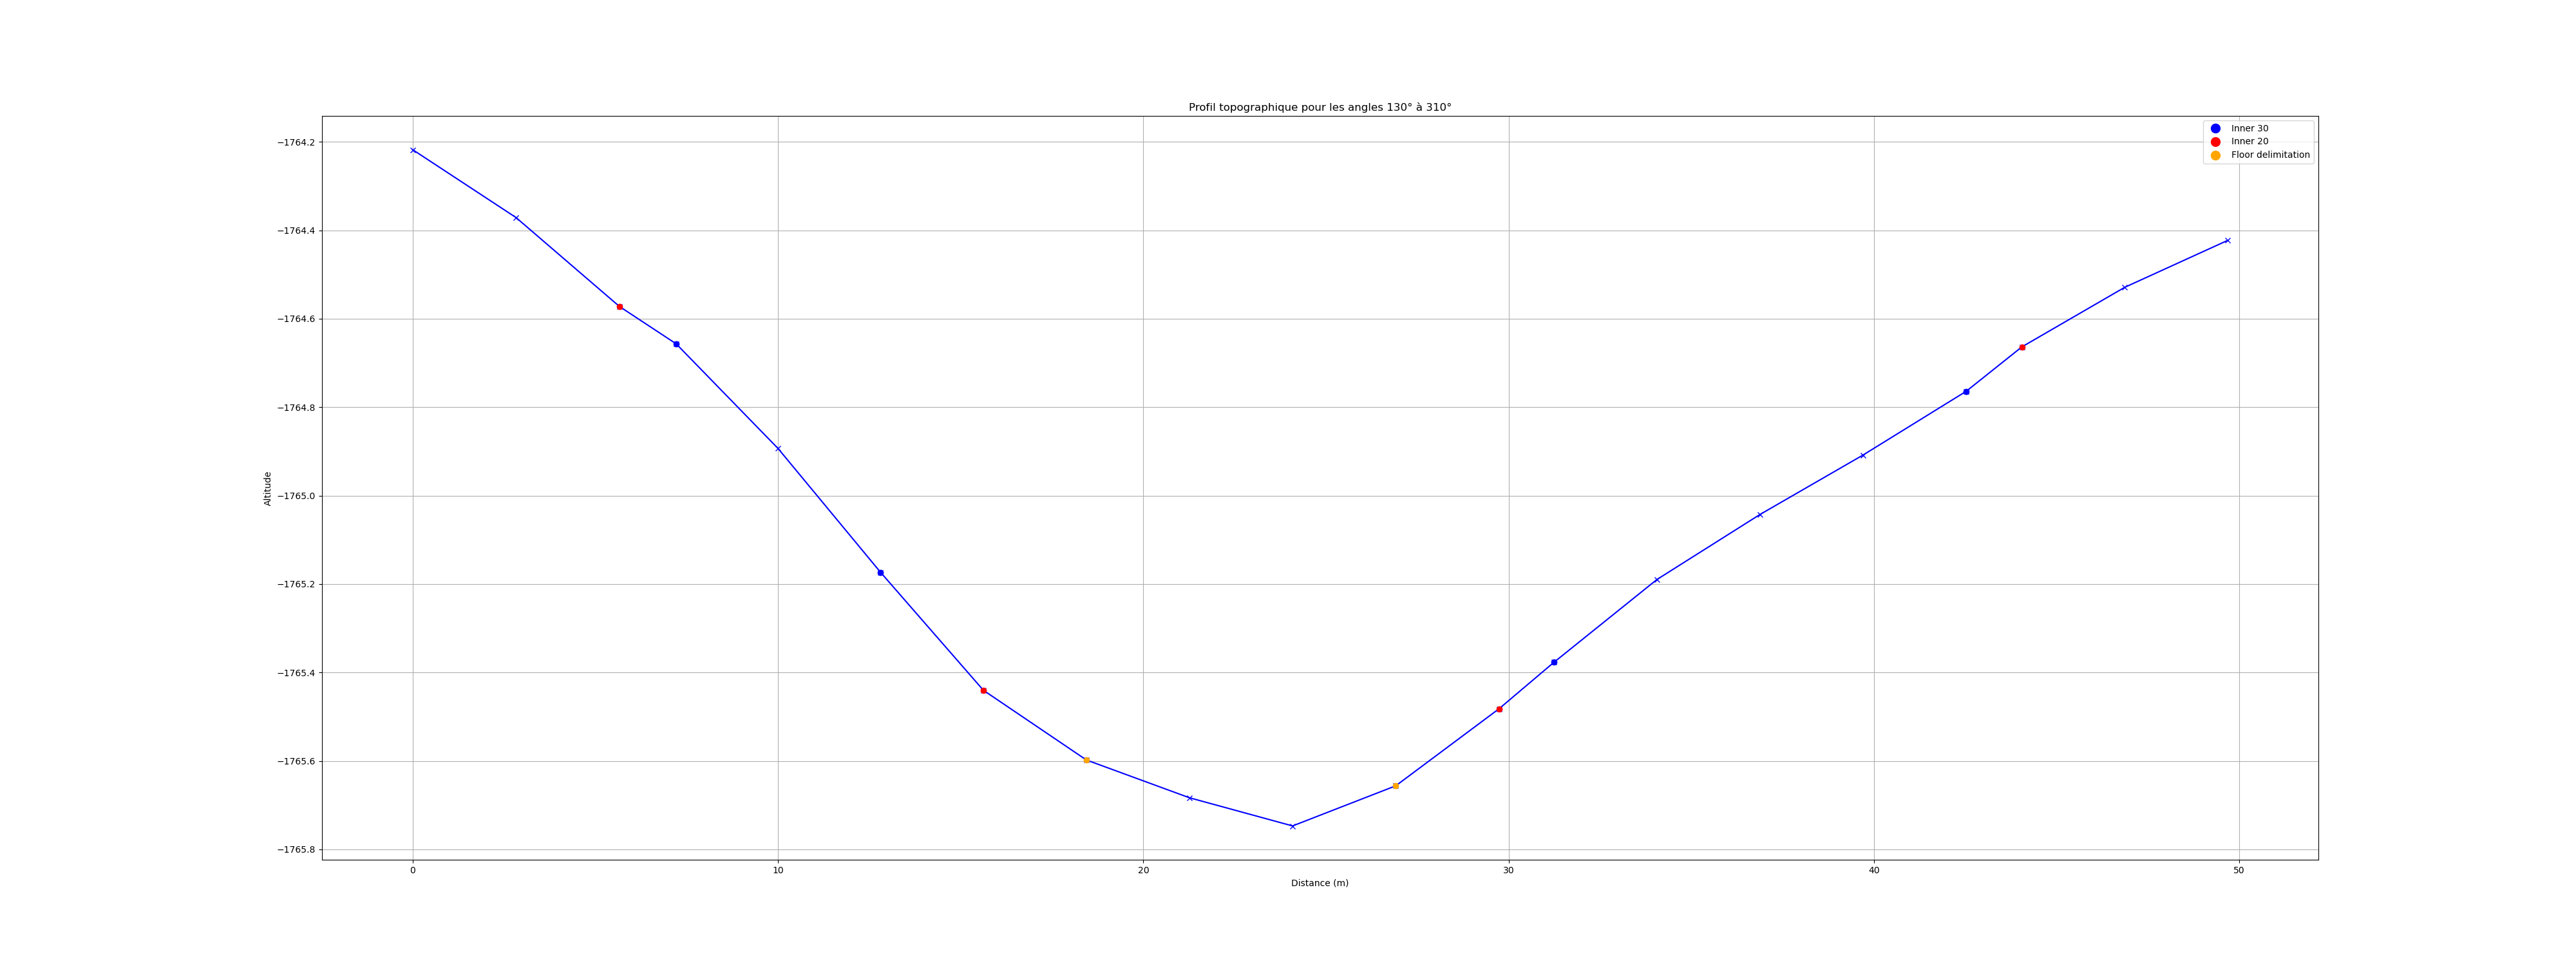 Profil topographique pour les angles 130° à 310°
Inner 30
Inner 20
Floor delimitation
Altitude
−1764.2
−1764.4
−1764.6
−1764.8
−1765.0
−1765.2
−1765.4
−1765.6
−1765.8
0 10 20 30 40 50
Distance (m)